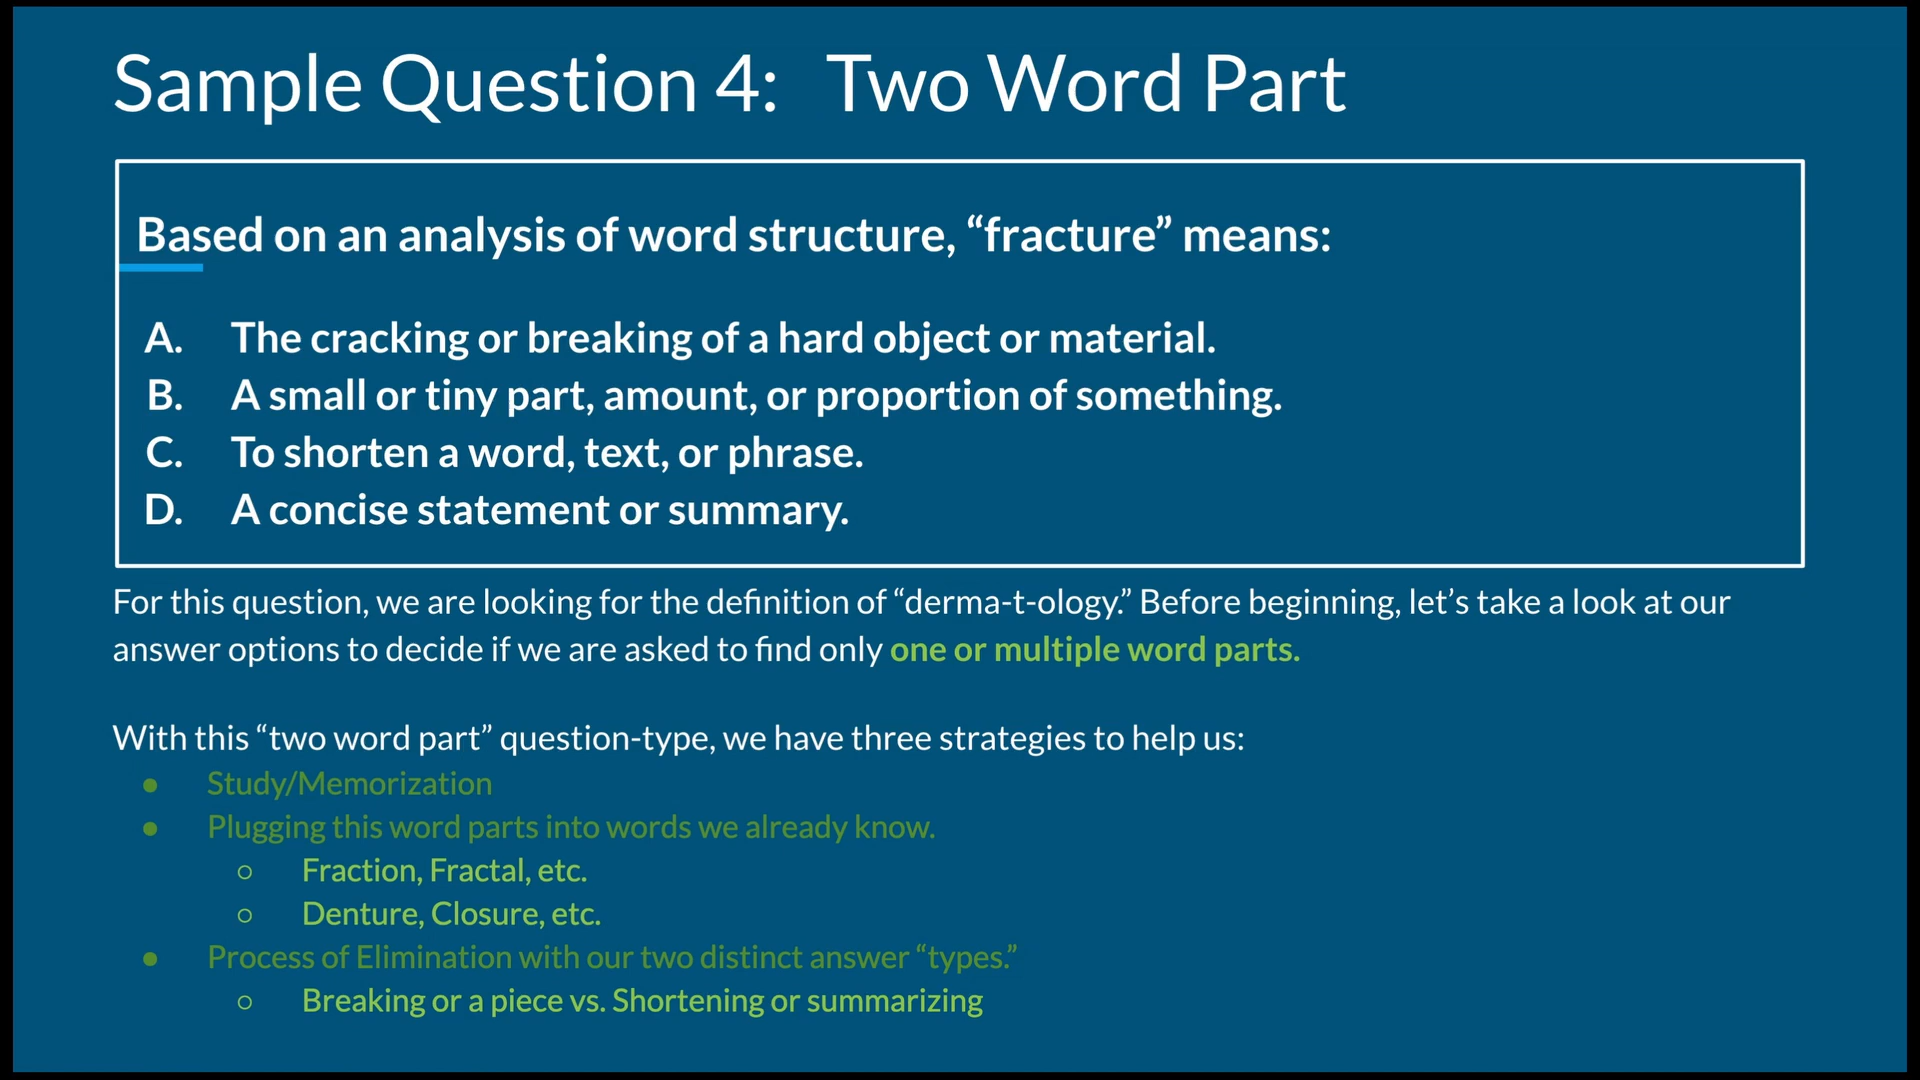 Sample Question 4: Two Word Part
Based on an analysis of word structure, “fracture” means:
A. The cracking or breaking of a hard object or material.
B. A small or tiny part, amount, or proportion of something.
C. To shorten a word, text, or phrase.
D. A concise statement or summary.
For this question, we are looking for the definition of “derma-t-ology.” Before beginning, let’s take a look at our
answer options to decide if we are asked to find only one or multiple word parts.
With this “two word part” question-type, we have three strategies to help us:
● Study/Memorization
● Plugging this word parts into words we already know.
○ Fraction, Fractal, etc.
○ Denture, Closure, etc.
● Process of Elimination with our two distinct answer “types.”
○ Breaking or a piece vs. Shortening or summarizing